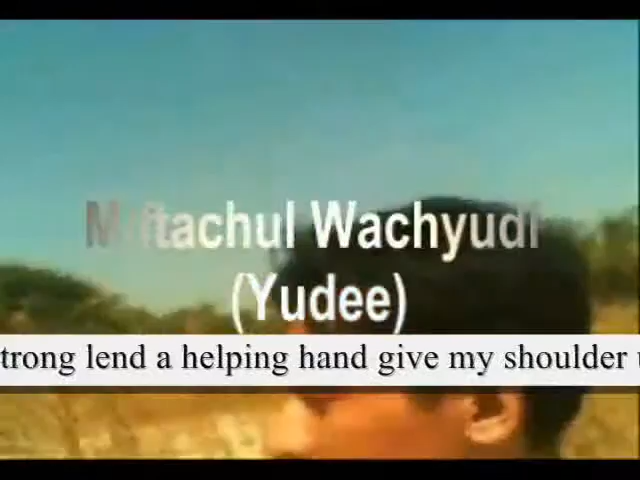 Miftachul Wachyudi
(Yudee)
trong lend a helping hand give my shoulder